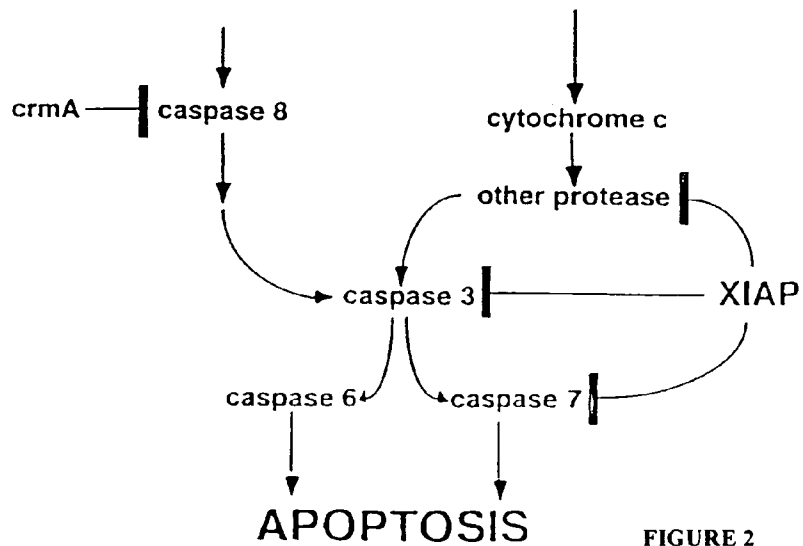 crmA
caspase 8
cytochrome c
other protease
caspase 3
XIAP
caspase 6
caspase 7
APOPTOSIS
FIGURE 2